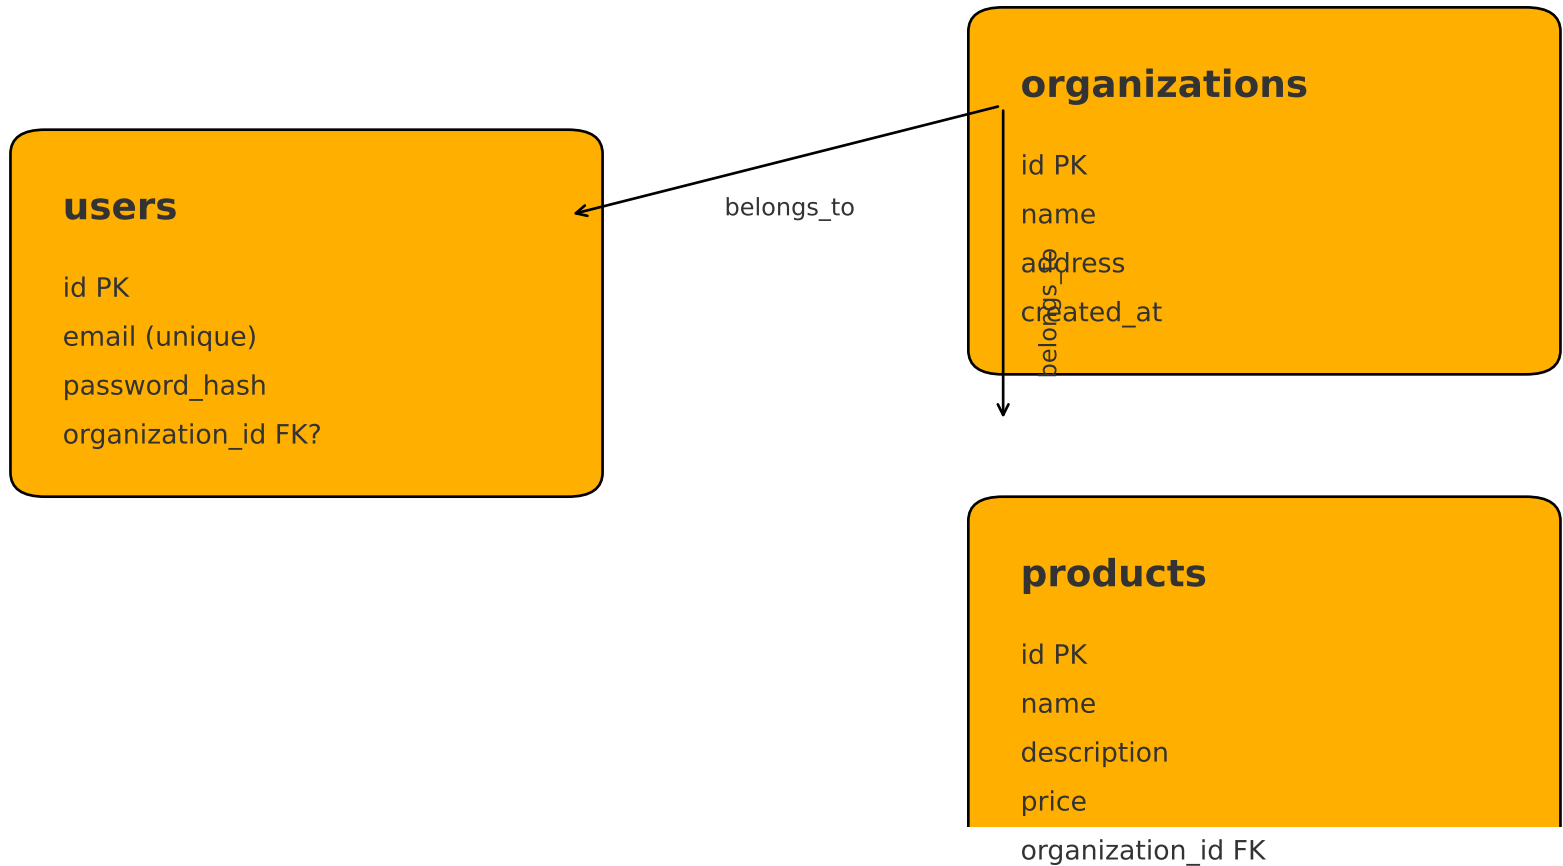 users
id PK
email (unique)
password_hash
organization_id FK?
belongs_to
organizations
id PK
name
address
created_at
belongs_to
products
id PK
name
description
price
organization_id FK